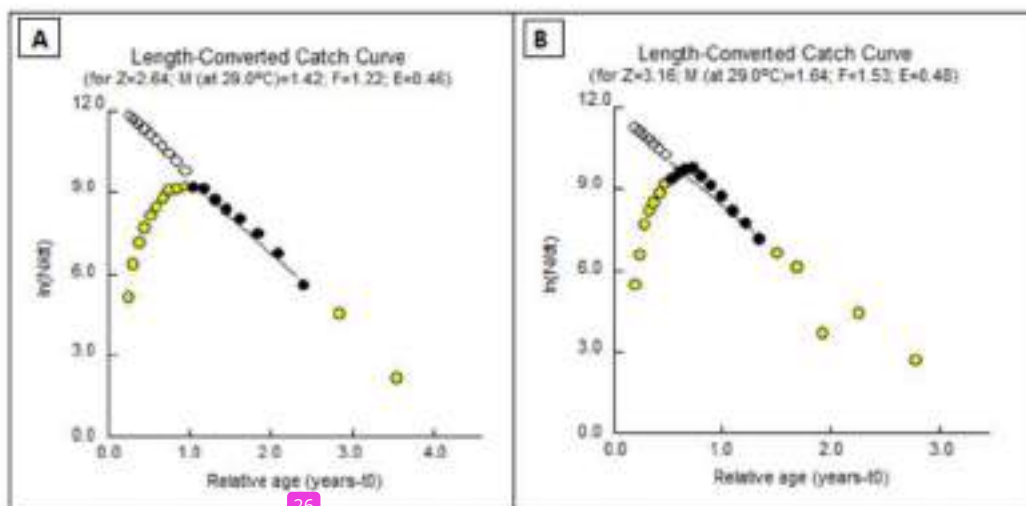 A
Length-Converted Catch Curve
(for Z=2.64; M (at 29.0°C)=1.42; F=1.22; E=0.46)
12.0
9.0
6.0
3.0
0.0
ln(N/dt)
0.0 1.0 2.0 3.0 4.0
Relative age (years-t0)
26
B
Length-Converted Catch Curve
(for Z=3.16; M (at 29.0°C)=1.64; F=1.53; E=0.48)
12.0
9.0
6.0
3.0
0.0
ln(N/dt)
0.0 1.0 2.0 3.0
Relative age (years-t0)